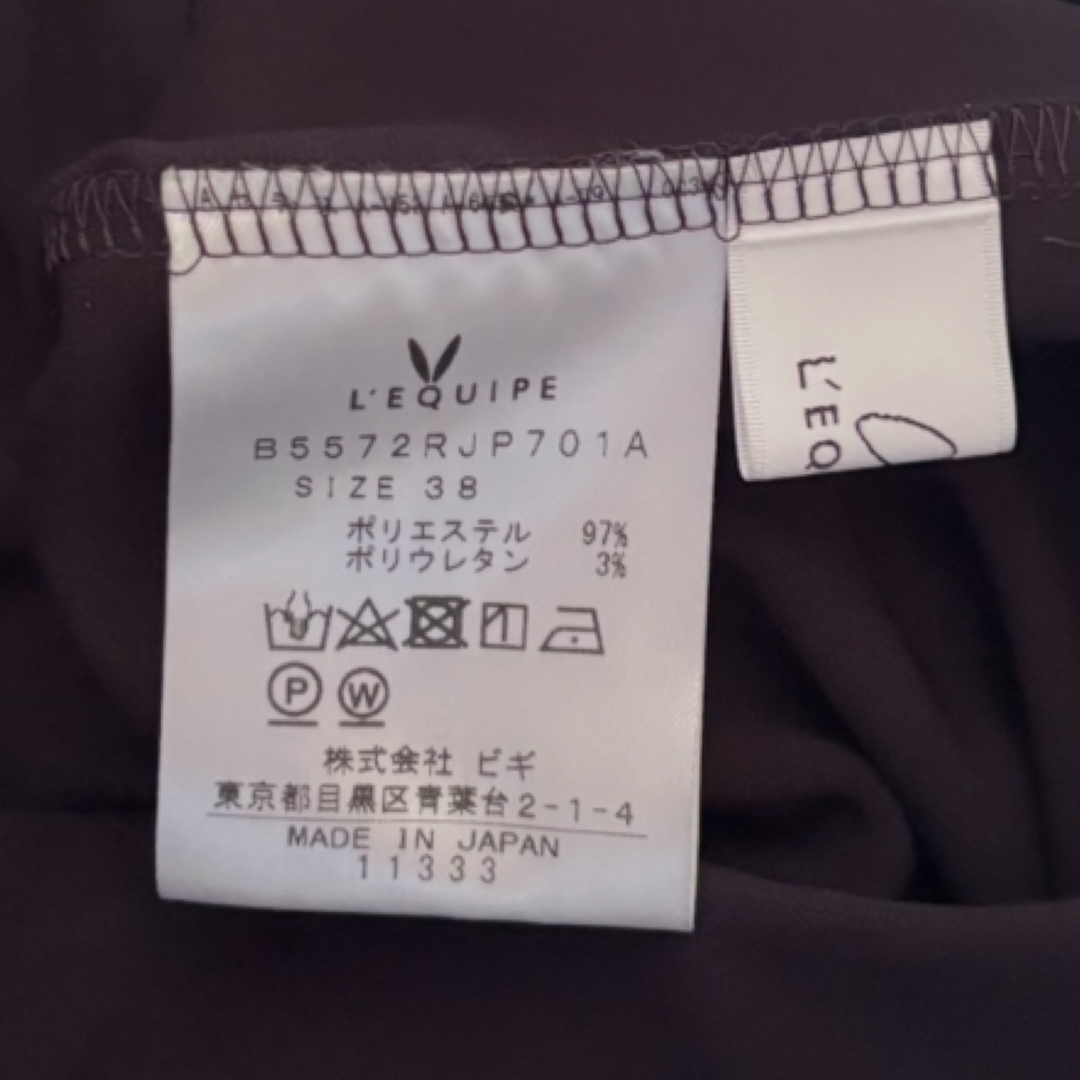 L'EQUIPE
B5572RJP701A
SIZE 38
ポリエステル 97%
ポリウレタン 3%
P W
株式会社 ビギ
東京都目黒区青葉台2-1-4
MADE IN JAPAN
11333
L'EQ